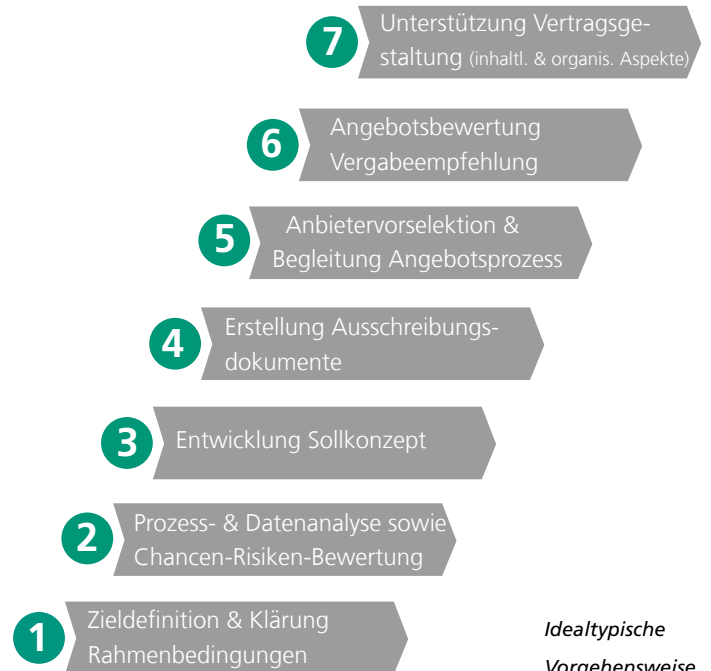 7
Unterstützung Vertragsge-
staltung (inhaltl. & organis. Aspekte)
6
Angebotsbewertung
Vergabeempfehlung
5
Anbietervorselektion &
Begleitung Angebotsprozess
4
Erstellung Ausschreibungs-
dokumente
3
Entwicklung Sollkonzept
2
Prozess- & Datenanalyse sowie
Chancen-Risiken-Bewertung
1
Zieldefinition & Klärung
Rahmenbedingungen
Idealtypische
Vorgehensweise